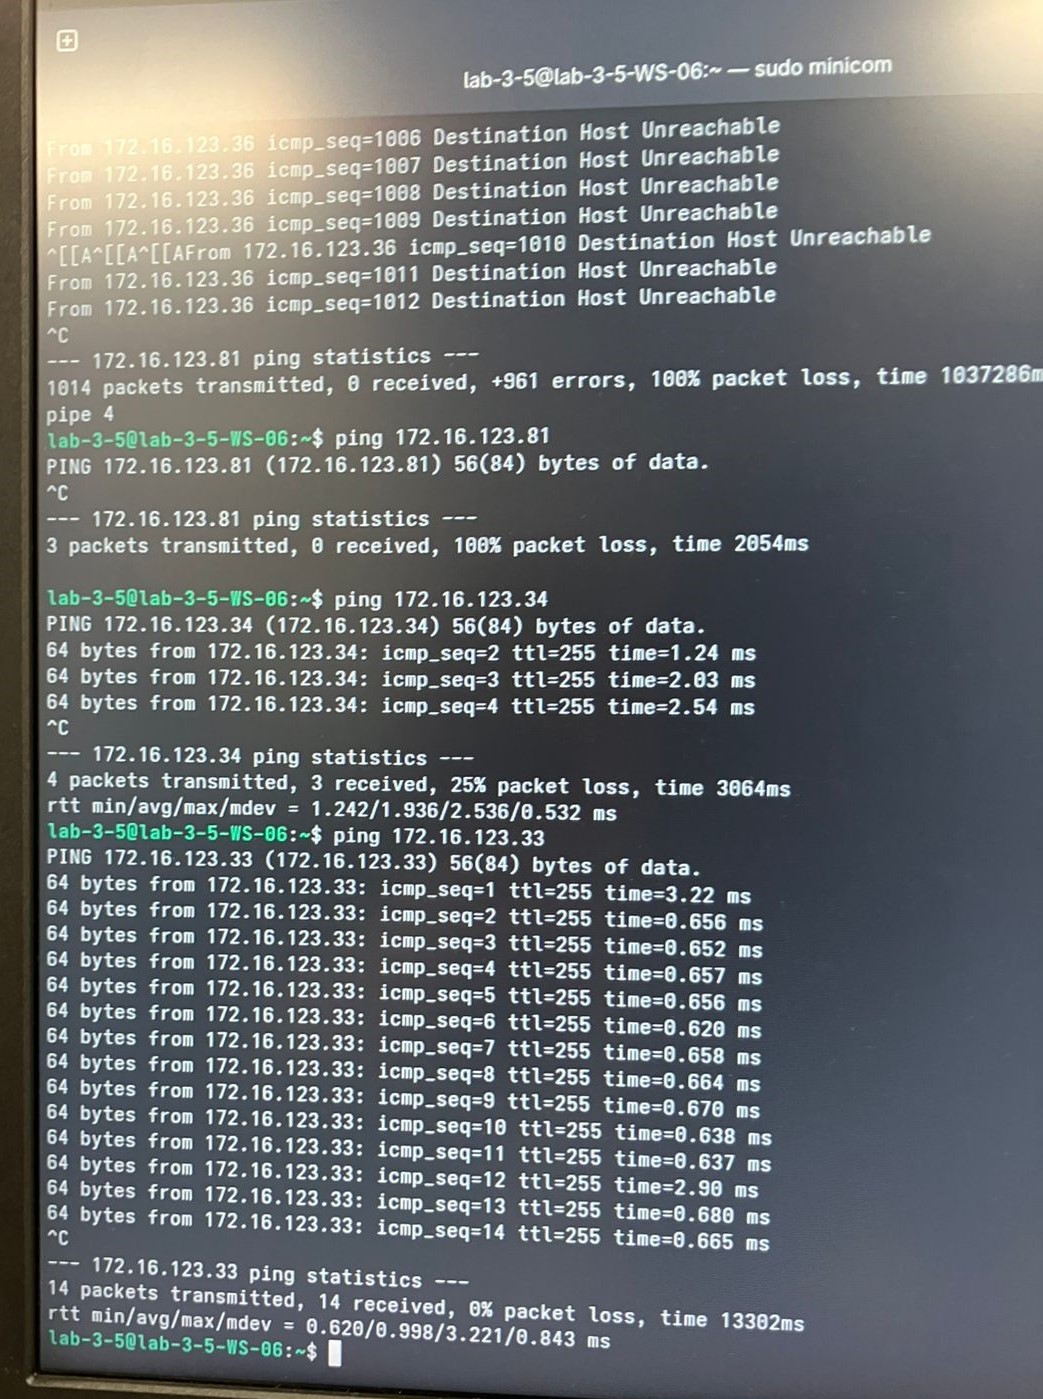 lab-3-5@lab-3-5-WS-06:~ — sudo minicom
From 172.16.123.36 icmp_seq=1006 Destination Host Unreachable
From 172.16.123.36 icmp_seq=1007 Destination Host Unreachable
From 172.16.123.36 icmp_seq=1008 Destination Host Unreachable
From 172.16.123.36 icmp_seq=1009 Destination Host Unreachable
^[[A^[[A^[[AFrom 172.16.123.36 icmp_seq=1010 Destination Host Unreachable
From 172.16.123.36 icmp_seq=1011 Destination Host Unreachable
From 172.16.123.36 icmp_seq=1012 Destination Host Unreachable
^C
--- 172.16.123.81 ping statistics ---
1014 packets transmitted, 0 received, +961 errors, 100% packet loss, time 1037286m
pipe 4
lab-3-5@lab-3-5-WS-06:~$ ping 172.16.123.81
PING 172.16.123.81 (172.16.123.81) 56(84) bytes of data.
^C
--- 172.16.123.81 ping statistics ---
3 packets transmitted, 0 received, 100% packet loss, time 2054ms
lab-3-5@lab-3-5-WS-06:~$ ping 172.16.123.34
PING 172.16.123.34 (172.16.123.34) 56(84) bytes of data.
64 bytes from 172.16.123.34: icmp_seq=2 ttl=255 time=1.24 ms
64 bytes from 172.16.123.34: icmp_seq=3 ttl=255 time=2.03 ms
64 bytes from 172.16.123.34: icmp_seq=4 ttl=255 time=2.54 ms
^C
--- 172.16.123.34 ping statistics ---
4 packets transmitted, 3 received, 25% packet loss, time 3064ms
rtt min/avg/max/mdev = 1.242/1.936/2.536/0.532 ms
lab-3-5@lab-3-5-WS-06:~$ ping 172.16.123.33
PING 172.16.123.33 (172.16.123.33) 56(84) bytes of data.
64 bytes from 172.16.123.33: icmp_seq=1 ttl=255 time=3.22 ms
64 bytes from 172.16.123.33: icmp_seq=2 ttl=255 time=0.656 ms
64 bytes from 172.16.123.33: icmp_seq=3 ttl=255 time=0.652 ms
64 bytes from 172.16.123.33: icmp_seq=4 ttl=255 time=0.657 ms
64 bytes from 172.16.123.33: icmp_seq=5 ttl=255 time=0.656 ms
64 bytes from 172.16.123.33: icmp_seq=6 ttl=255 time=0.620 ms
64 bytes from 172.16.123.33: icmp_seq=7 ttl=255 time=0.658 ms
64 bytes from 172.16.123.33: icmp_seq=8 ttl=255 time=0.664 ms
64 bytes from 172.16.123.33: icmp_seq=9 ttl=255 time=0.670 ms
64 bytes from 172.16.123.33: icmp_seq=10 ttl=255 time=0.638 ms
64 bytes from 172.16.123.33: icmp_seq=11 ttl=255 time=0.637 ms
64 bytes from 172.16.123.33: icmp_seq=12 ttl=255 time=2.90 ms
64 bytes from 172.16.123.33: icmp_seq=13 ttl=255 time=0.680 ms
64 bytes from 172.16.123.33: icmp_seq=14 ttl=255 time=0.665 ms
^C
--- 172.16.123.33 ping statistics ---
14 packets transmitted, 14 received, 0% packet loss, time 13302ms
rtt min/avg/max/mdev = 0.620/0.998/3.221/0.843 ms
lab-3-5@lab-3-5-WS-06:~$